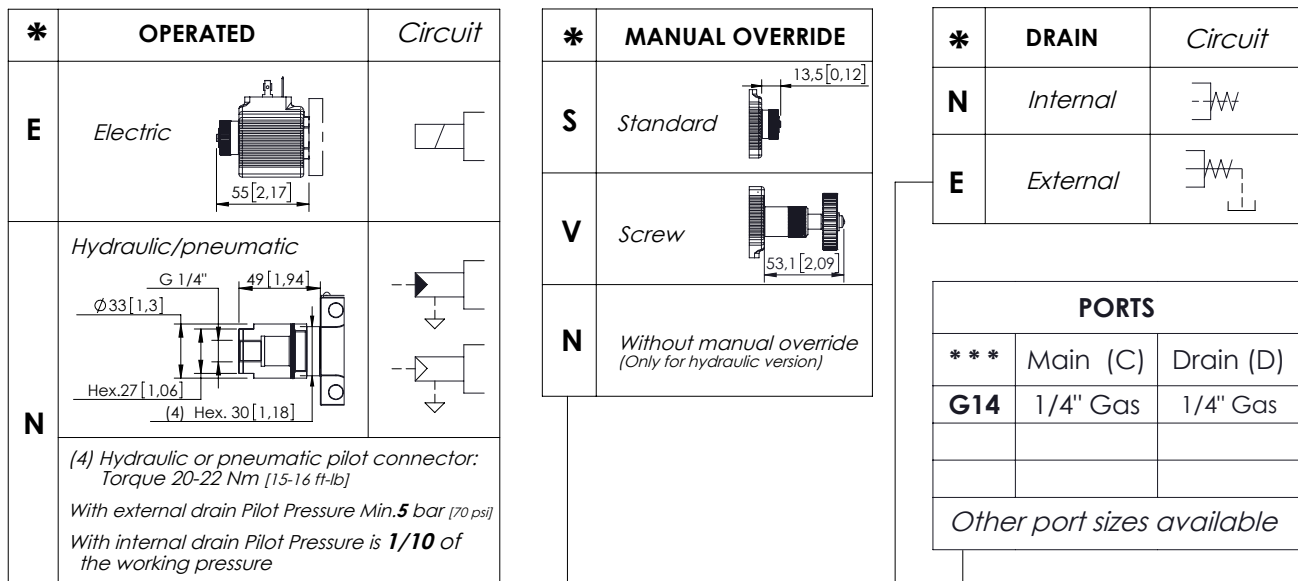 * OPERATED Circuit
E Electric
55[2,17]
N
Hydraulic/pneumatic
G 1/4" 49[1,94]
Ø33[1,3]
Hex.27[1,06]
(4) Hex. 30[1,18]
(4) Hydraulic or pneumatic pilot connector:
Torque 20-22 Nm [15-16 ft-lb]
With external drain Pilot Pressure Min.5 bar [70 psi]
With internal drain Pilot Pressure is 1/10 of
the working pressure
* MANUAL OVERRIDE
13,5[0,12]
S Standard
V Screw
53,1[2,09]
N Without manual override
(Only for hydraulic version)
* DRAIN Circuit
N Internal
E External
PORTS
*** Main (C) Drain (D)
G14 1/4" Gas 1/4" Gas
Other port sizes available